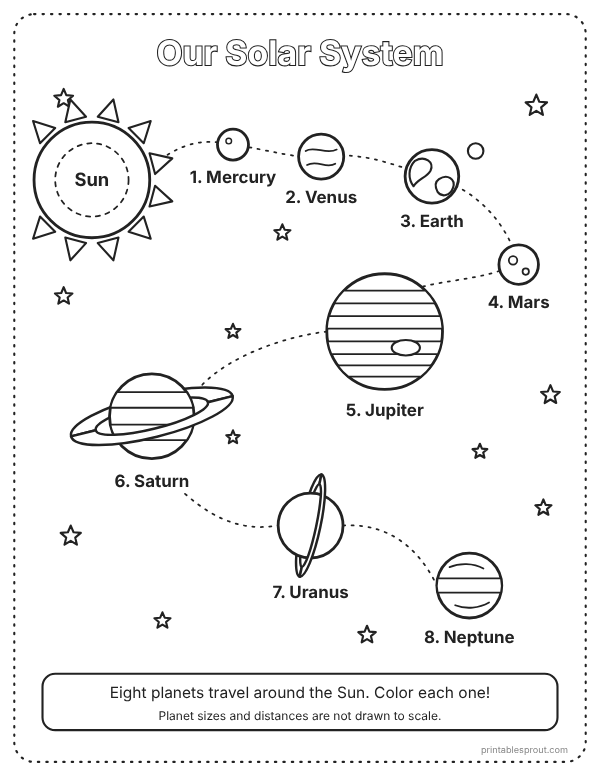 Our Solar System
Sun
1. Mercury
2. Venus
3. Earth
4. Mars
5. Jupiter
6. Saturn
7. Uranus
8. Neptune
Eight planets travel around the Sun. Color each one!
Planet sizes and distances are not drawn to scale.
printablesprout.com